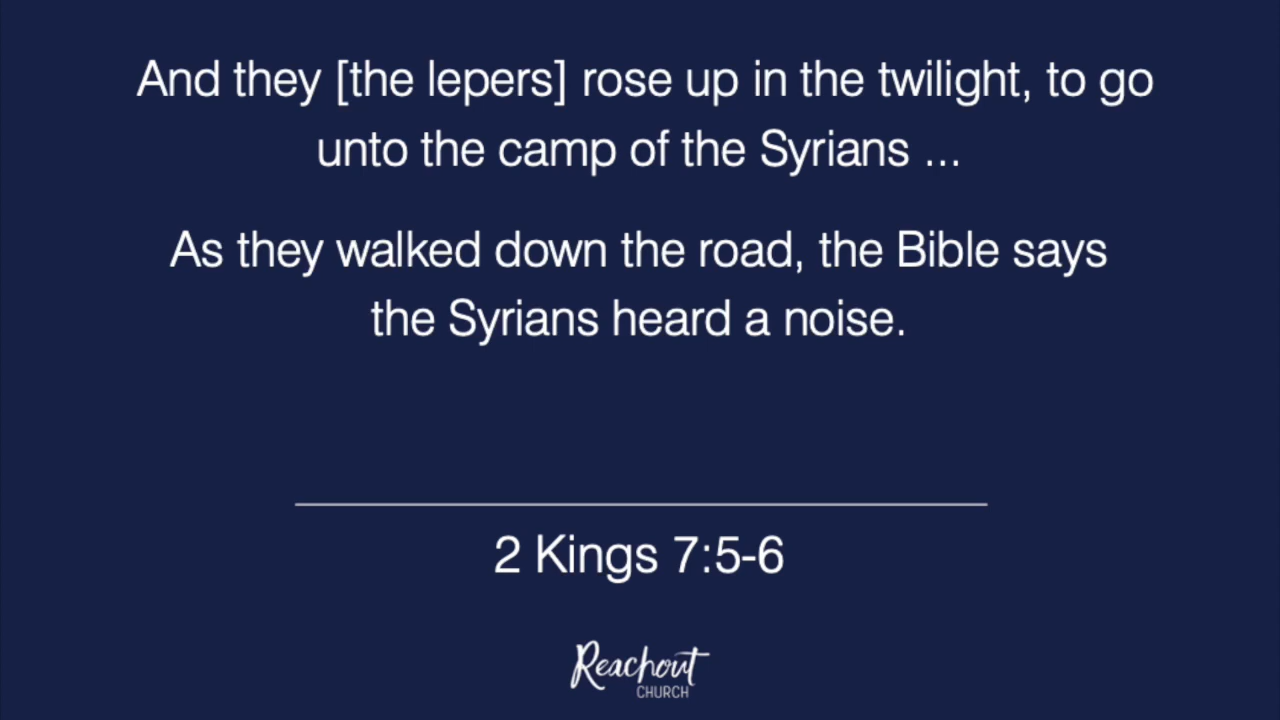 And they [the lepers] rose up in the twilight, to go
unto the camp of the Syrians ...
As they walked down the road, the Bible says
the Syrians heard a noise.
2 Kings 7:5-6
Reachout
CHURCH